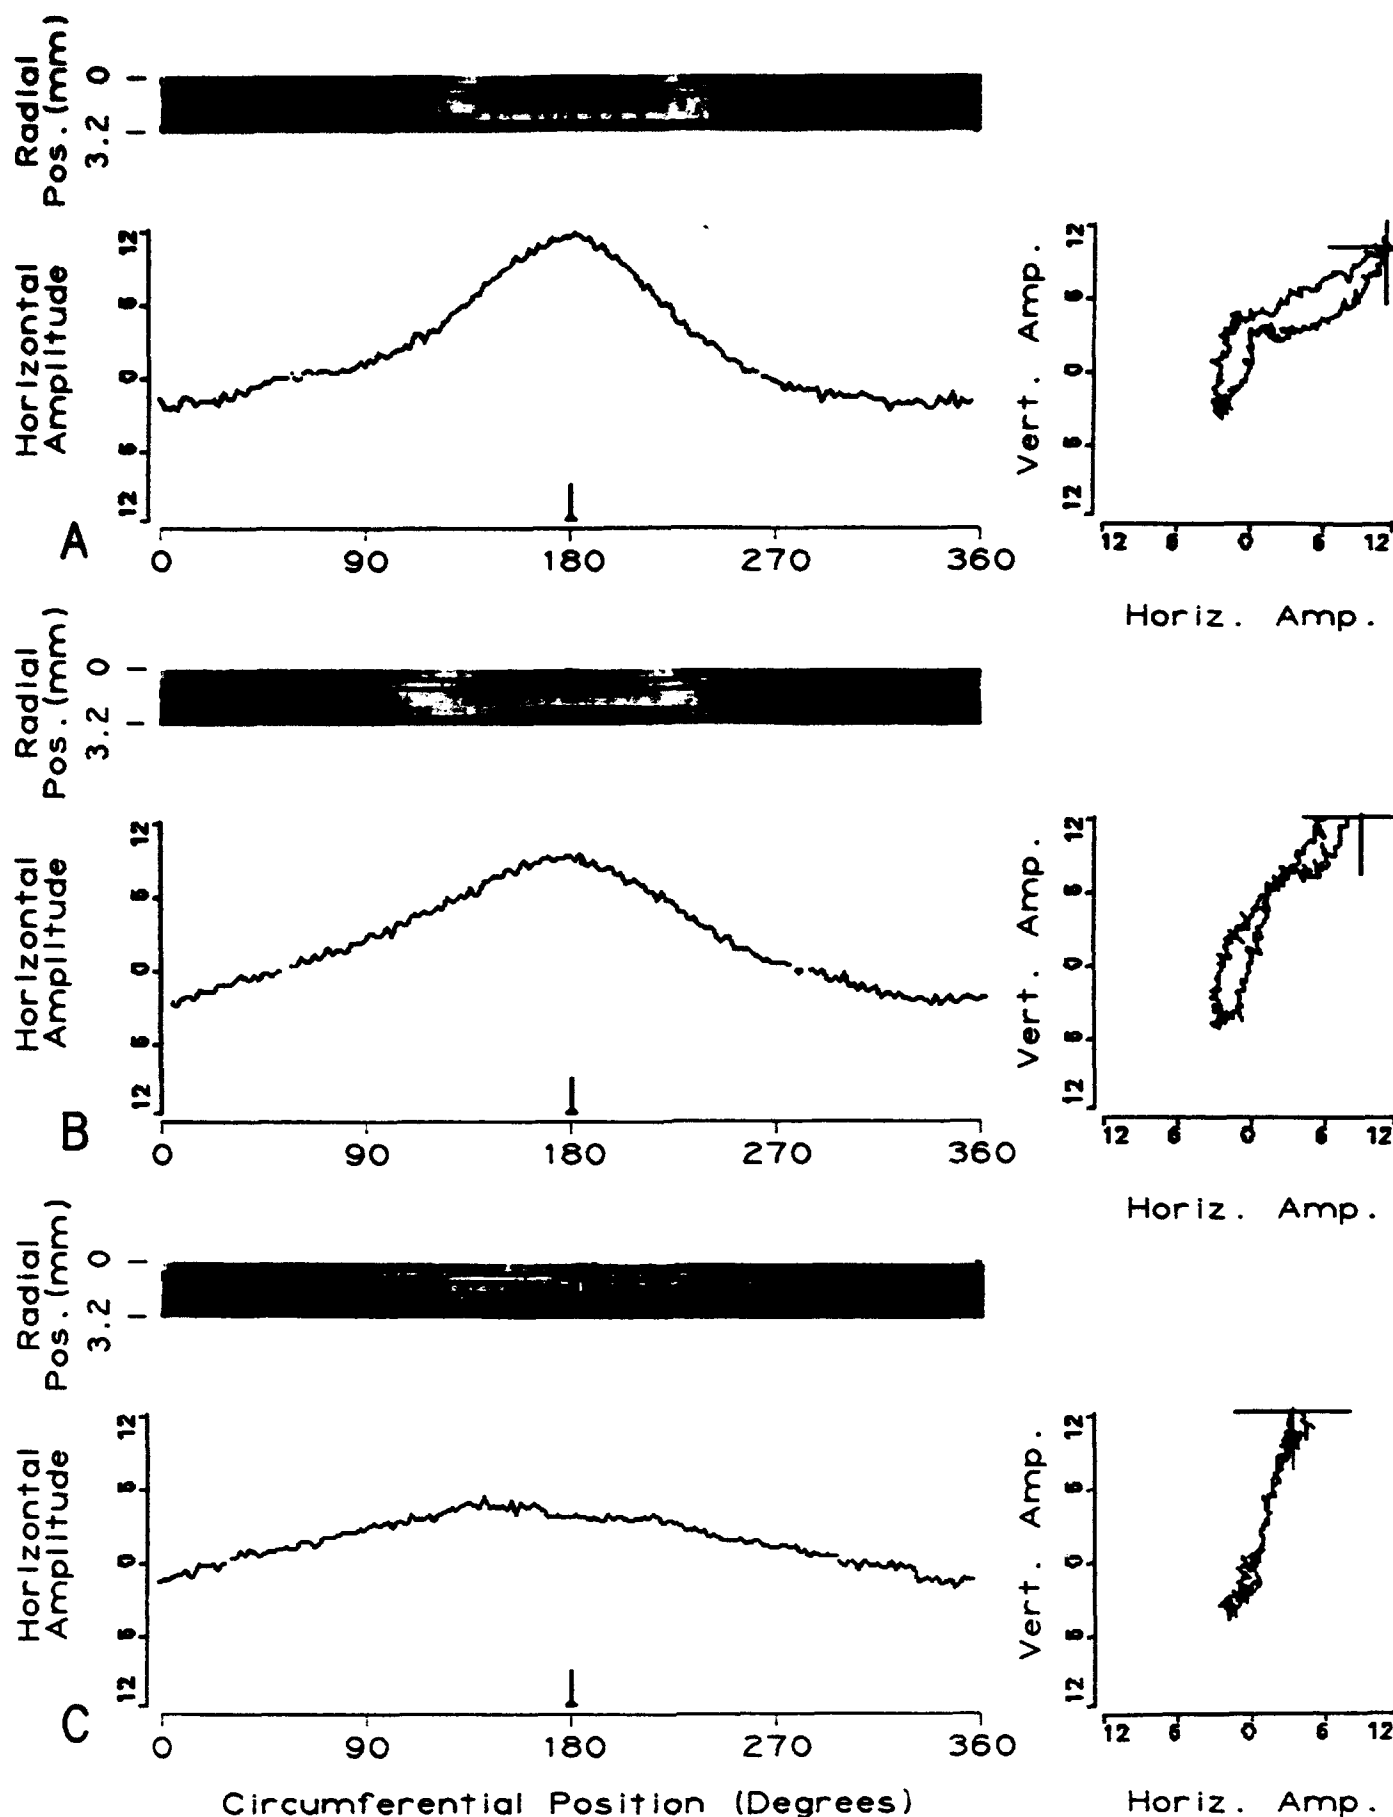 Radial
Pos. (mm)
0
3.2
Horizontal
Amplitude
12
6
0
6
12
A
0 90 180 270 360
Vert. Amp.
12
6
0
6
12
12 6 0 6 12
Horiz. Amp.
Radial
Pos. (mm)
0
3.2
Horizontal
Amplitude
12
6
0
6
12
B
0 90 180 270 360
Vert. Amp.
12
6
0
6
12
12 6 0 6 12
Horiz. Amp.
Radial
Pos. (mm)
0
3.2
Horizontal
Amplitude
12
6
0
6
12
C
0 90 180 270 360
Circumferential Position (Degrees)
Vert. Amp.
12
6
0
6
12
12 6 0 6 12
Horiz. Amp.